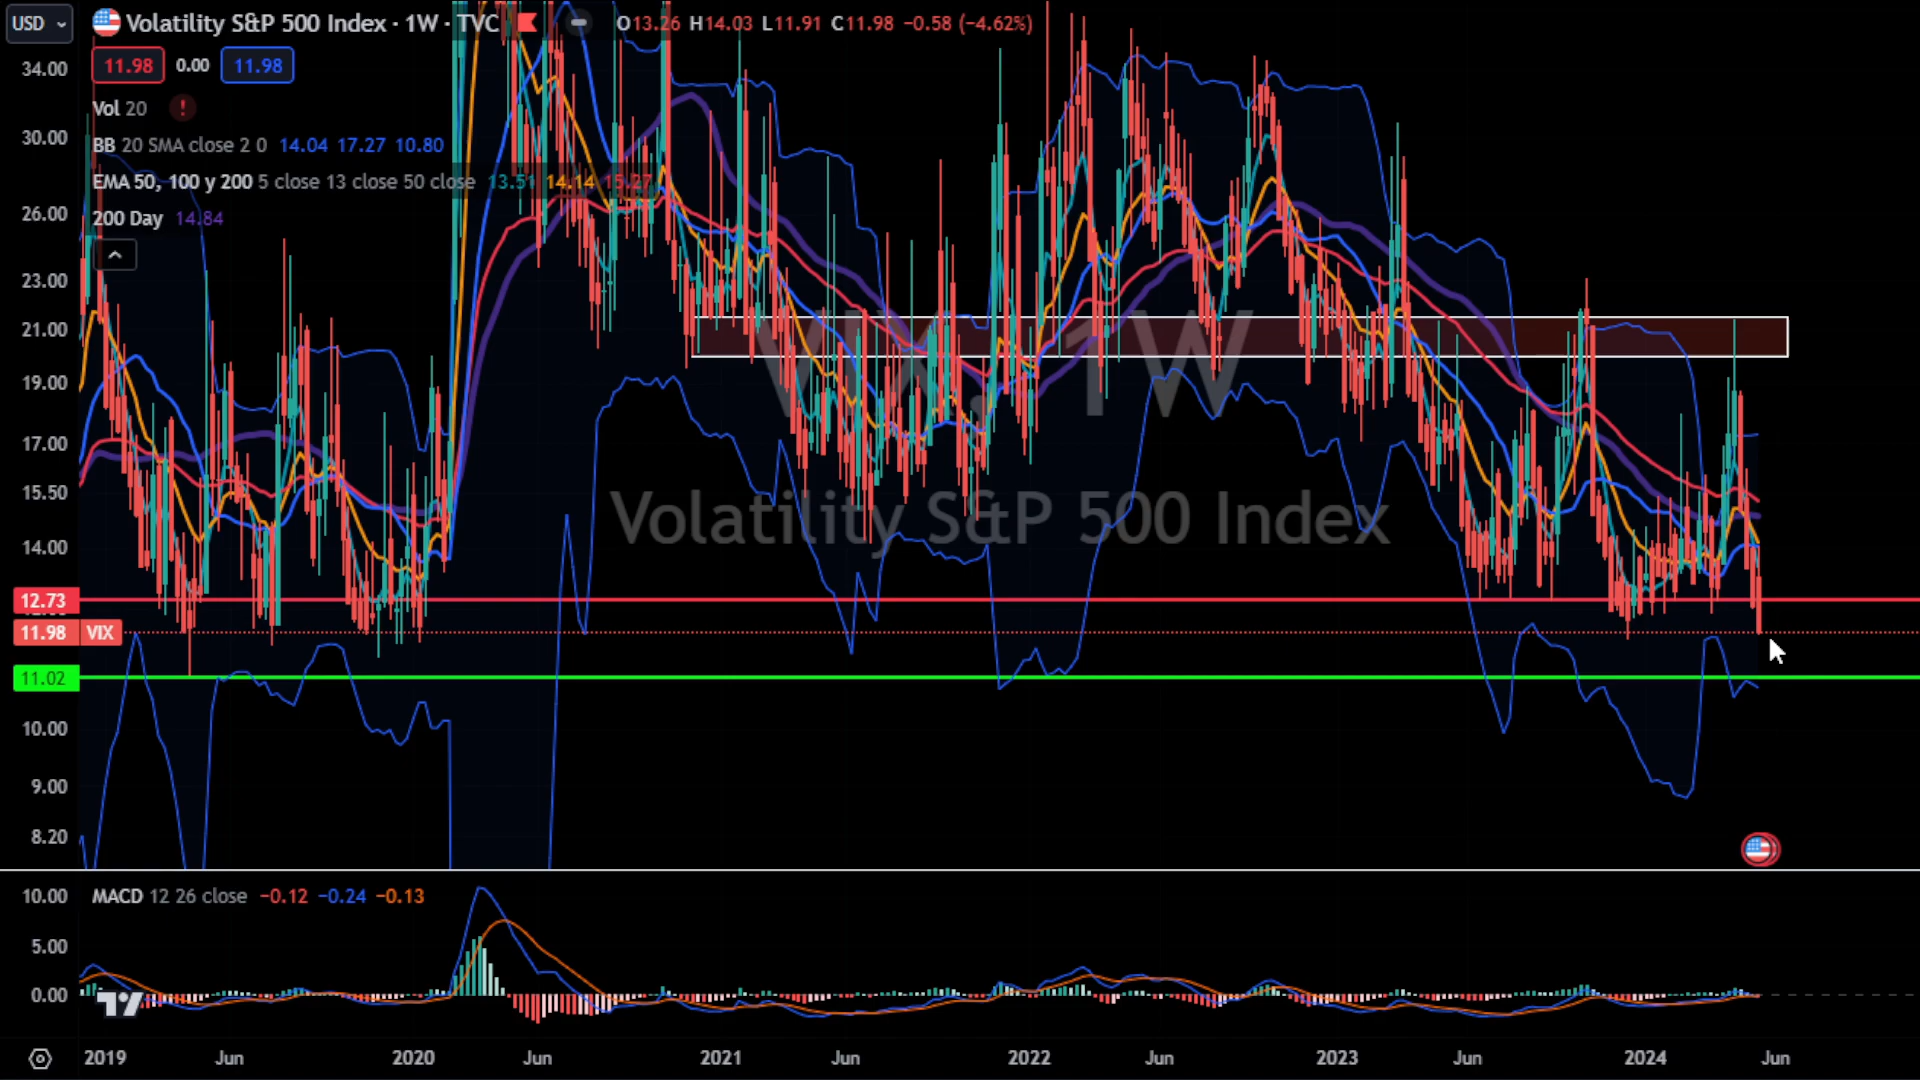 USD Volatility S&P 500 Index · 1W · TVC O13.26 H14.03 L11.91 C11.98 −0.58 (−4.62%)
11.98 0.00 11.98
Vol 20 !
BB 20 SMA close 2 0 14.04 17.27 10.80
EMA 50, 100 y 200 5 close 13 close 50 close 13.51 14.14 15.27
200 Day 14.84
34.00
30.00
26.00
23.00
21.00
19.00
17.00
15.50
14.00
12.73
11.98 VIX
11.02
10.00
9.00
8.20
VIX, 1W
Volatility S&P 500 Index
MACD 12 26 close −0.12 −0.24 −0.13
10.00
5.00
0.00
2019 Jun 2020 Jun 2021 Jun 2022 Jun 2023 Jun 2024 Jun